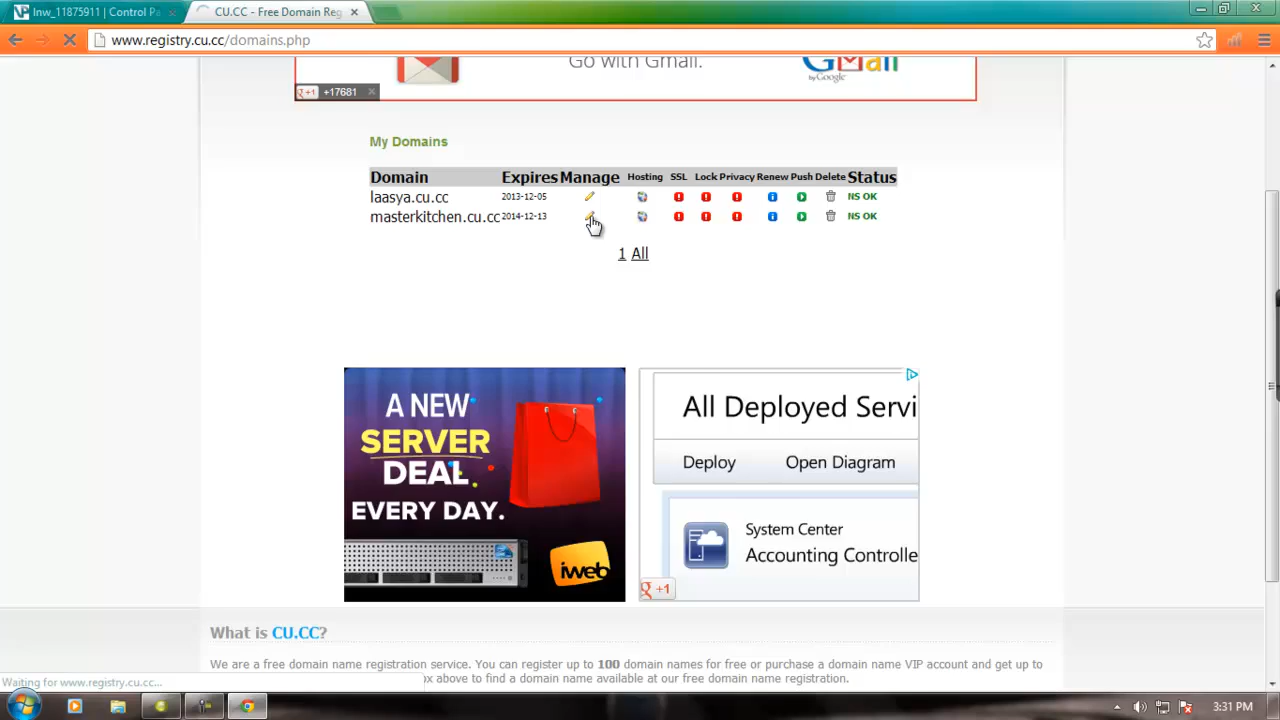 lnw_11875911 | Control Pa
CU.CC - Free Domain Reg
www.registry.cu.cc/domains.php
Go with Gmail.
Gmail
by Google
g +1 +17681
My Domains
Domain Expires Manage Hosting SSL Lock Privacy Renew Push Delete Status
laasya.cu.cc 2013-12-05 NS OK
masterkitchen.cu.cc 2014-12-13 NS OK
1 All
A NEW
SERVER
DEAL
EVERY DAY.
iweb
All Deployed Servi
Deploy Open Diagram
System Center
Accounting Controlle
g +1
What is CU.CC?
We are a free domain name registration service. You can register up to 100 domain names for free or purchase a domain name VIP account and get up to
ox above to find a domain name available at our free domain name registration.
Waiting for www.registry.cu.cc...
3:31 PM